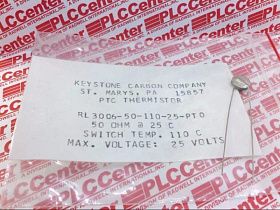 KEYSTONE CARBON COMPANY
ST. MARYS, PA 15857
PTC THERMISTOR
RL3006-50-110-25-PTO
50 OHM @ 25 C
SWITCH TEMP. 110 C
MAX. VOLTAGE: 25 VOLTS
PLCCenter